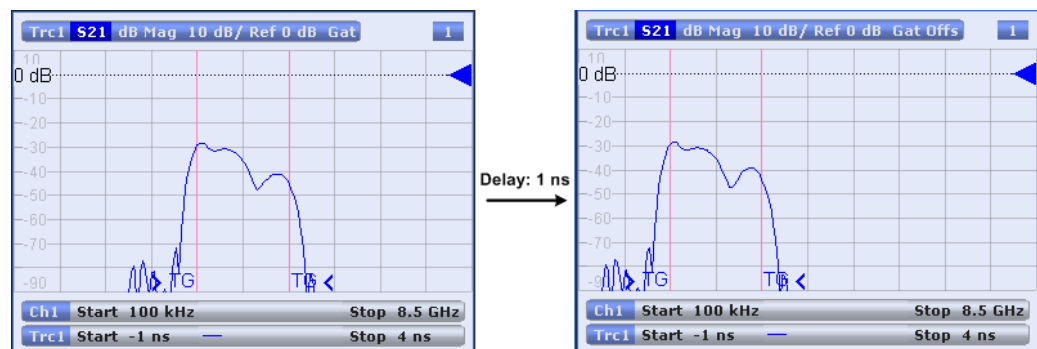 Trc1 S21 dB Mag 10 dB/ Ref 0 dB Gat 1
10
0 dB
-10
-20
-30
-40
-50
-60
-70
-90
TG TG
Ch1 Start 100 kHz Stop 8.5 GHz
Trc1 Start -1 ns — Stop 4 ns
Delay: 1 ns
Trc1 S21 dB Mag 10 dB/ Ref 0 dB Gat Offs 1
10
0 dB
-10
-20
-30
-40
-50
-60
-70
-90
TG TG
Ch1 Start 100 kHz Stop 8.5 GHz
Trc1 Start -1 ns — Stop 4 ns